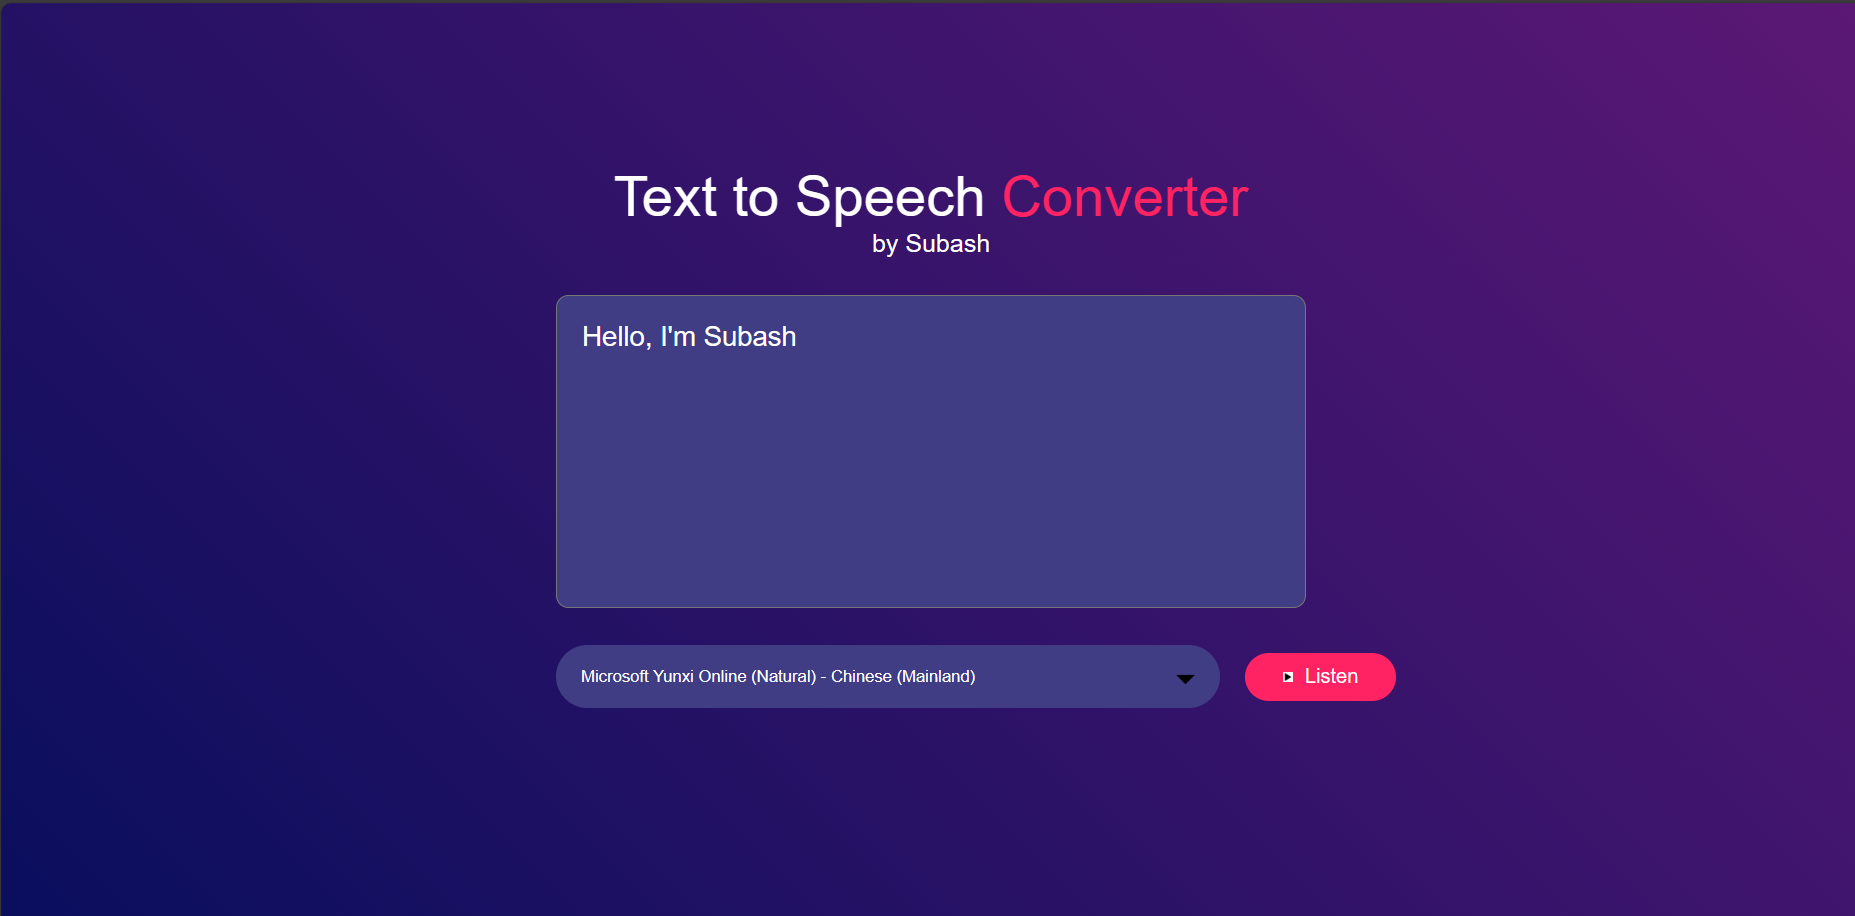 Text to Speech Converter
by Subash
Hello, I'm Subash
Microsoft Yunxi Online (Natural) - Chinese (Mainland)
Listen